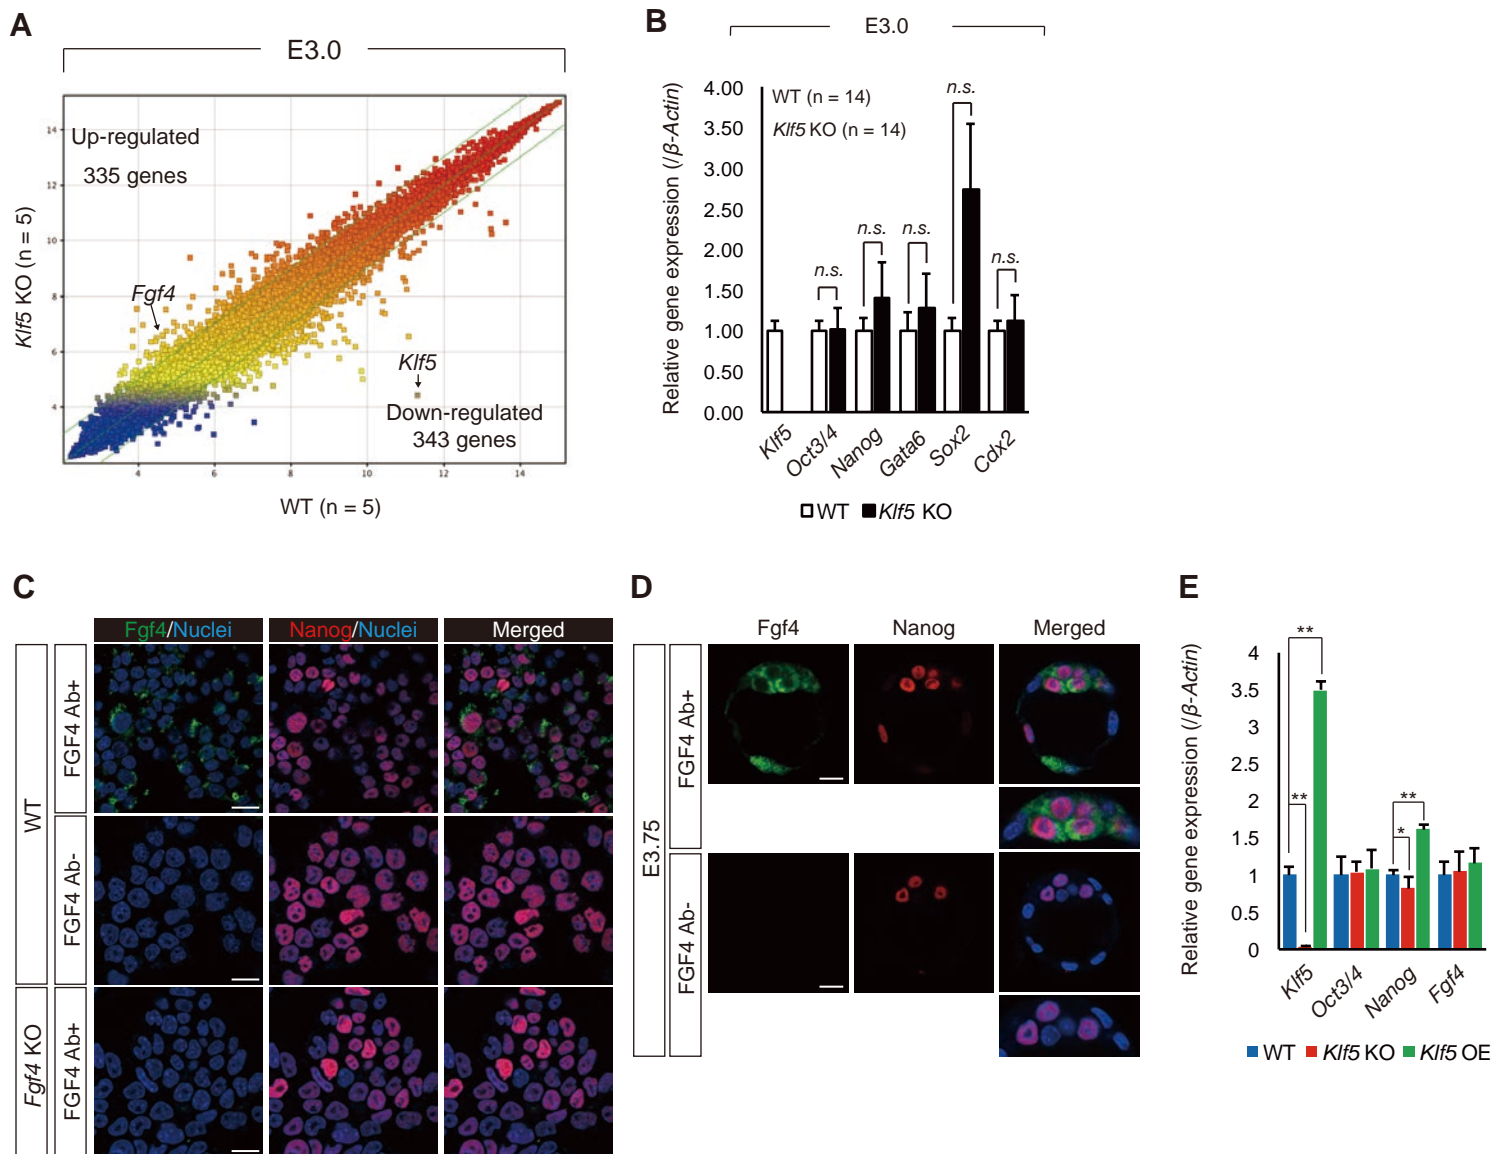 A
E3.0
Up-regulated
335 genes
Fgf4
Klf5
Down-regulated
343 genes
14
12
10
8
6
4
4
6
8
10
12
14
Klf5 KO (n = 5)
WT (n = 5)
B
E3.0
WT (n = 14)
Klf5 KO (n = 14)
Relative gene expression (/β-Actin)
4.00
3.50
3.00
2.50
2.00
1.50
1.00
0.50
0.00
n.s.
n.s.
n.s.
n.s.
n.s.
Klf5
Oct3/4
Nanog
Gata6
Sox2
Cdx2
WT Klf5 KO
C
Fgf4/Nuclei
Nanog/Nuclei
Merged
WT
FGF4 Ab+
FGF4 Ab-
Fgf4 KO
FGF4 Ab+
D
Fgf4
Nanog
Merged
E3.75
FGF4 Ab+
FGF4 Ab-
E
Relative gene expression (/β-Actin)
4
3.5
3
2.5
2
1.5
1
0.5
0
**
**
**
*
Klf5
Oct3/4
Nanog
Fgf4
WT Klf5 KO Klf5 OE